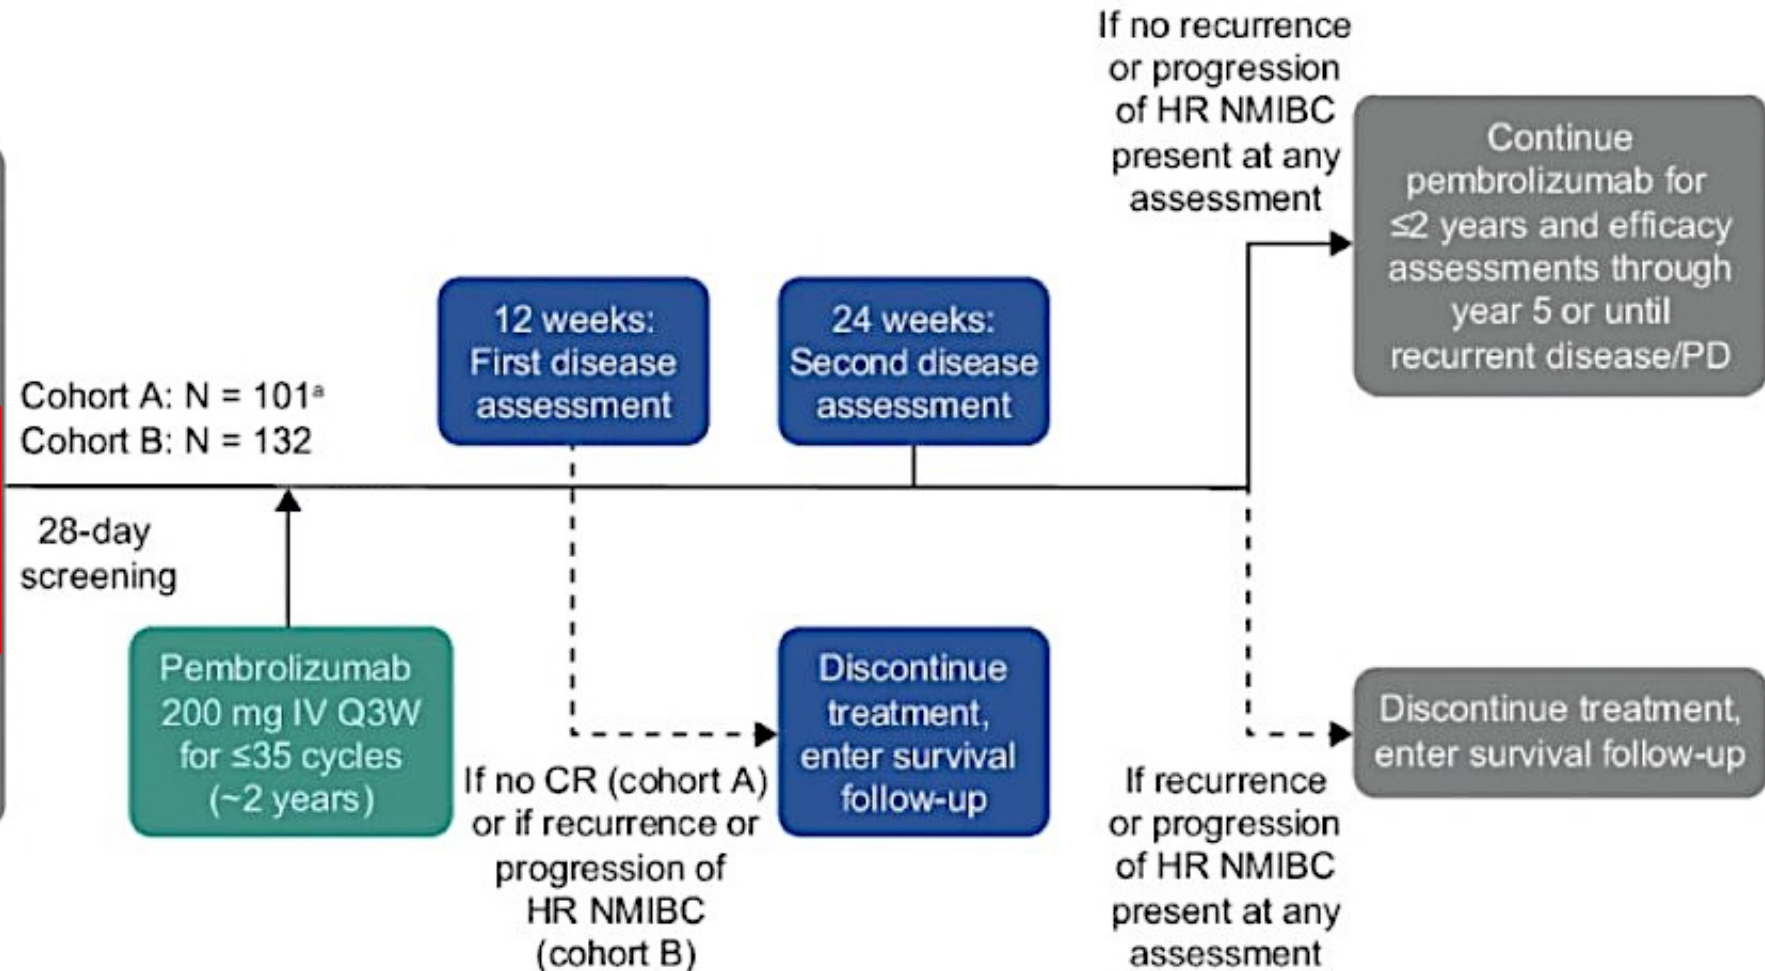 If no recurrence
or progression
of HR NMIBC
present at any
assessment
Continue
pembrolizumab for
≤2 years and efficacy
assessments through
year 5 or until
recurrent disease/PD
12 weeks:
First disease
assessment
24 weeks:
Second disease
assessment
Cohort A: N = 101ᵃ
Cohort B: N = 132
28-day
screening
Pembrolizumab
200 mg IV Q3W
for ≤35 cycles
(~2 years)
If no CR (cohort A)
or if recurrence or
progression of
HR NMIBC
(cohort B)
Discontinue
treatment,
enter survival
follow-up
If recurrence
or progression
of HR NMIBC
present at any
assessment
Discontinue treatment,
enter survival follow-up